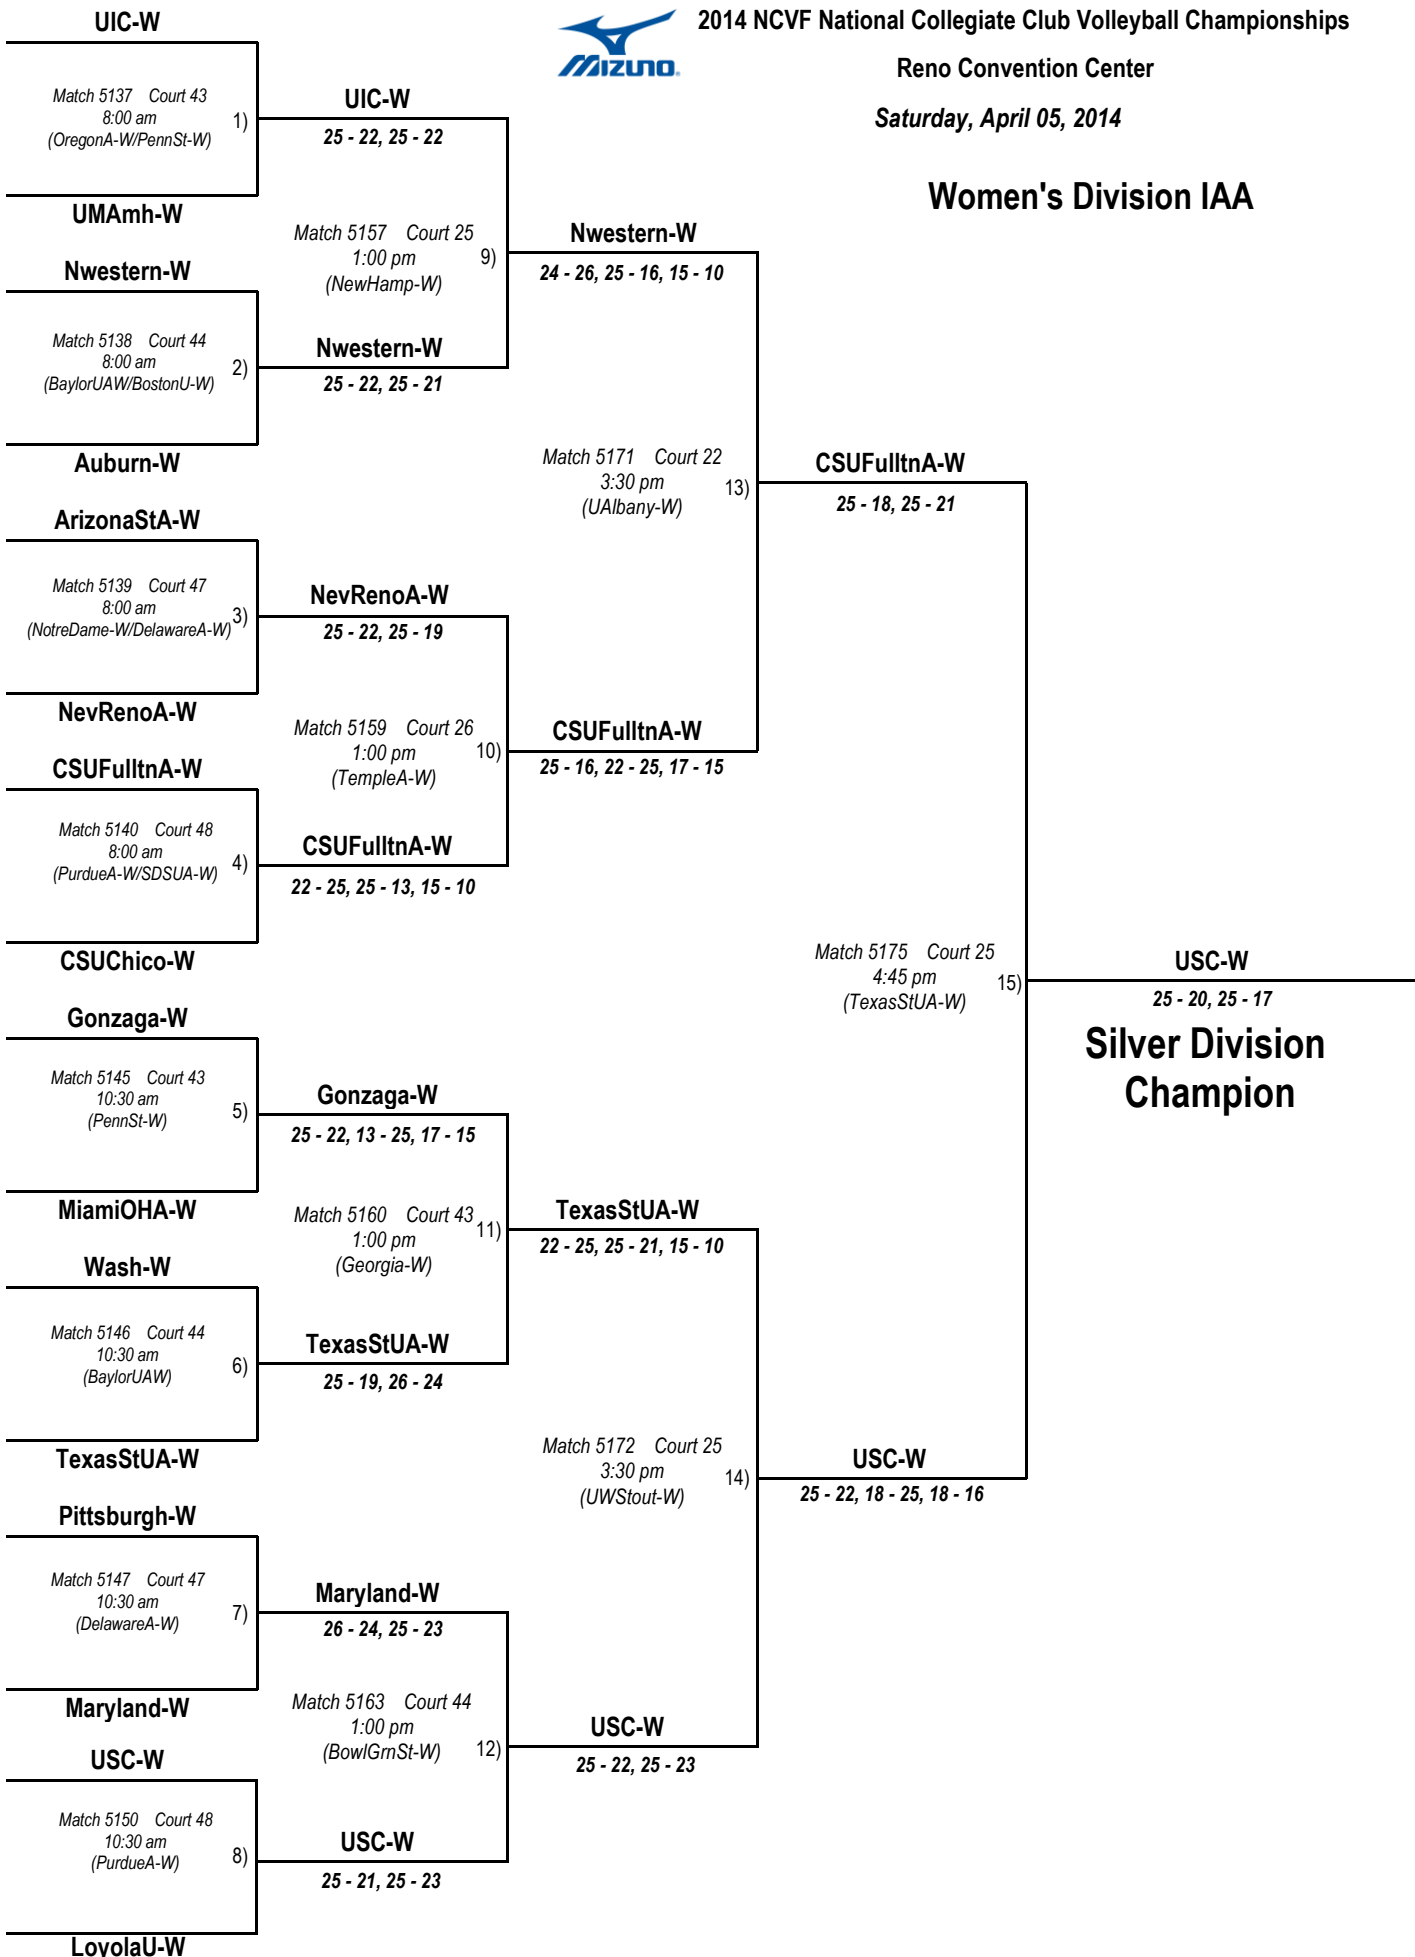 UIC-W
MIZUNO
2014 NCVF National Collegiate Club Volleyball Championships
Reno Convention Center
Saturday, April 05, 2014
Women's Division IAA
Match 5137 Court 43
8:00 am
(OregonA-W/PennSt-W)
1)
UIC-W
25 - 22, 25 - 22
UMAmh-W
Match 5157 Court 25
1:00 pm
(NewHamp-W)
9)
Nwestern-W
24 - 26, 25 - 16, 15 - 10
Nwestern-W
Match 5138 Court 44
8:00 am
(BaylorUAW/BostonU-W)
2)
Nwestern-W
25 - 22, 25 - 21
Auburn-W
Match 5171 Court 22
3:30 pm
(UAlbany-W)
13)
CSUFulltnA-W
25 - 18, 25 - 21
ArizonaStA-W
Match 5139 Court 47
8:00 am
(NotreDame-W/DelawareA-W)
3)
NevRenoA-W
25 - 22, 25 - 19
NevRenoA-W
Match 5159 Court 26
1:00 pm
(TempleA-W)
10)
CSUFulltnA-W
25 - 16, 22 - 25, 17 - 15
CSUFulltnA-W
Match 5140 Court 48
8:00 am
(PurdueA-W/SDSUA-W)
4)
CSUFulltnA-W
22 - 25, 25 - 13, 15 - 10
CSUChico-W
Match 5175 Court 25
4:45 pm
(TexasStUA-W)
15)
USC-W
25 - 20, 25 - 17
Silver Division
Champion
Gonzaga-W
Match 5145 Court 43
10:30 am
(PennSt-W)
5)
Gonzaga-W
25 - 22, 13 - 25, 17 - 15
MiamiOHA-W
Match 5160 Court 43
1:00 pm
(Georgia-W)
11)
TexasStUA-W
22 - 25, 25 - 21, 15 - 10
Wash-W
Match 5146 Court 44
10:30 am
(BaylorUAW)
6)
TexasStUA-W
25 - 19, 26 - 24
TexasStUA-W
Match 5172 Court 25
3:30 pm
(UWStout-W)
14)
USC-W
25 - 22, 18 - 25, 18 - 16
Pittsburgh-W
Match 5147 Court 47
10:30 am
(DelawareA-W)
7)
Maryland-W
26 - 24, 25 - 23
Maryland-W
Match 5163 Court 44
1:00 pm
(BowlGrnSt-W)
12)
USC-W
25 - 22, 25 - 23
USC-W
Match 5150 Court 48
10:30 am
(PurdueA-W)
8)
USC-W
25 - 21, 25 - 23
LoyolaU-W